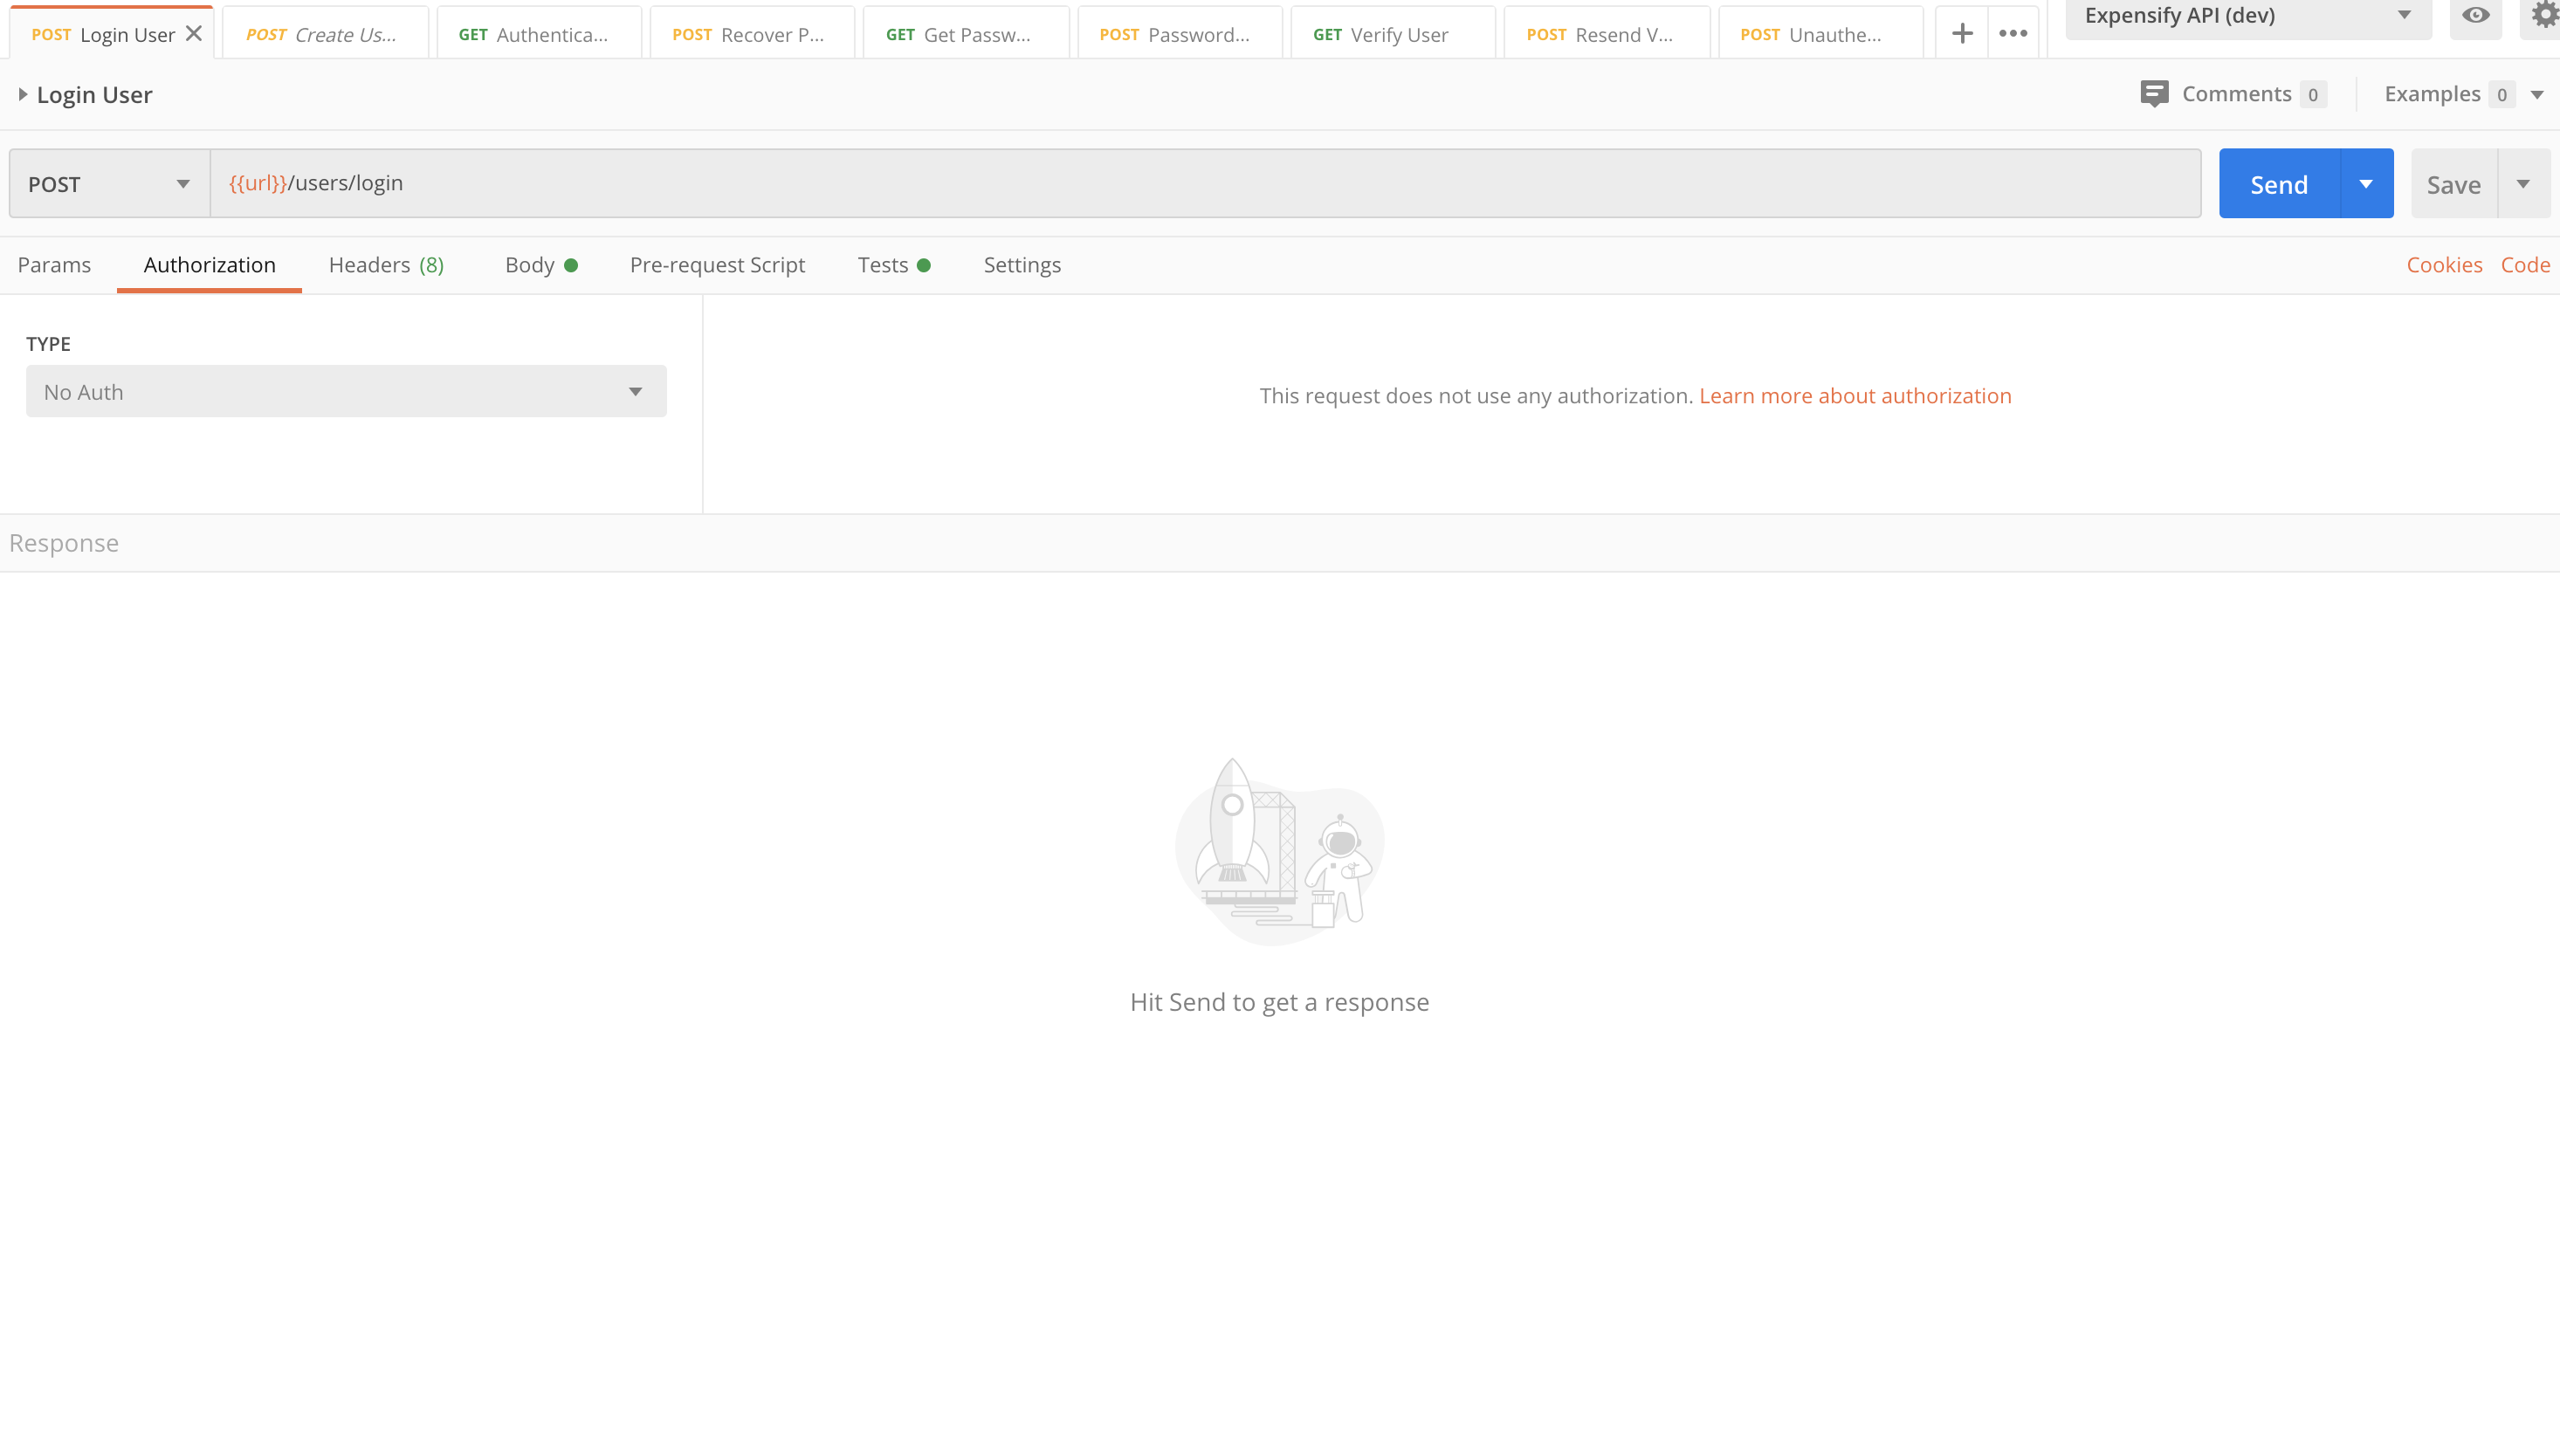 POST Login User
POST Create Us...
GET Authentica...
POST Recover P...
GET Get Passw...
POST Password...
GET Verify User
POST Resend V...
POST Unauthe...
Expensify API (dev)
Login User
Comments 0
Examples 0
POST
{{url}}/users/login
Send
Save
Params
Authorization
Headers (8)
Body
Pre-request Script
Tests
Settings
Cookies
Code
TYPE
No Auth
This request does not use any authorization. Learn more about authorization
Response
Hit Send to get a response